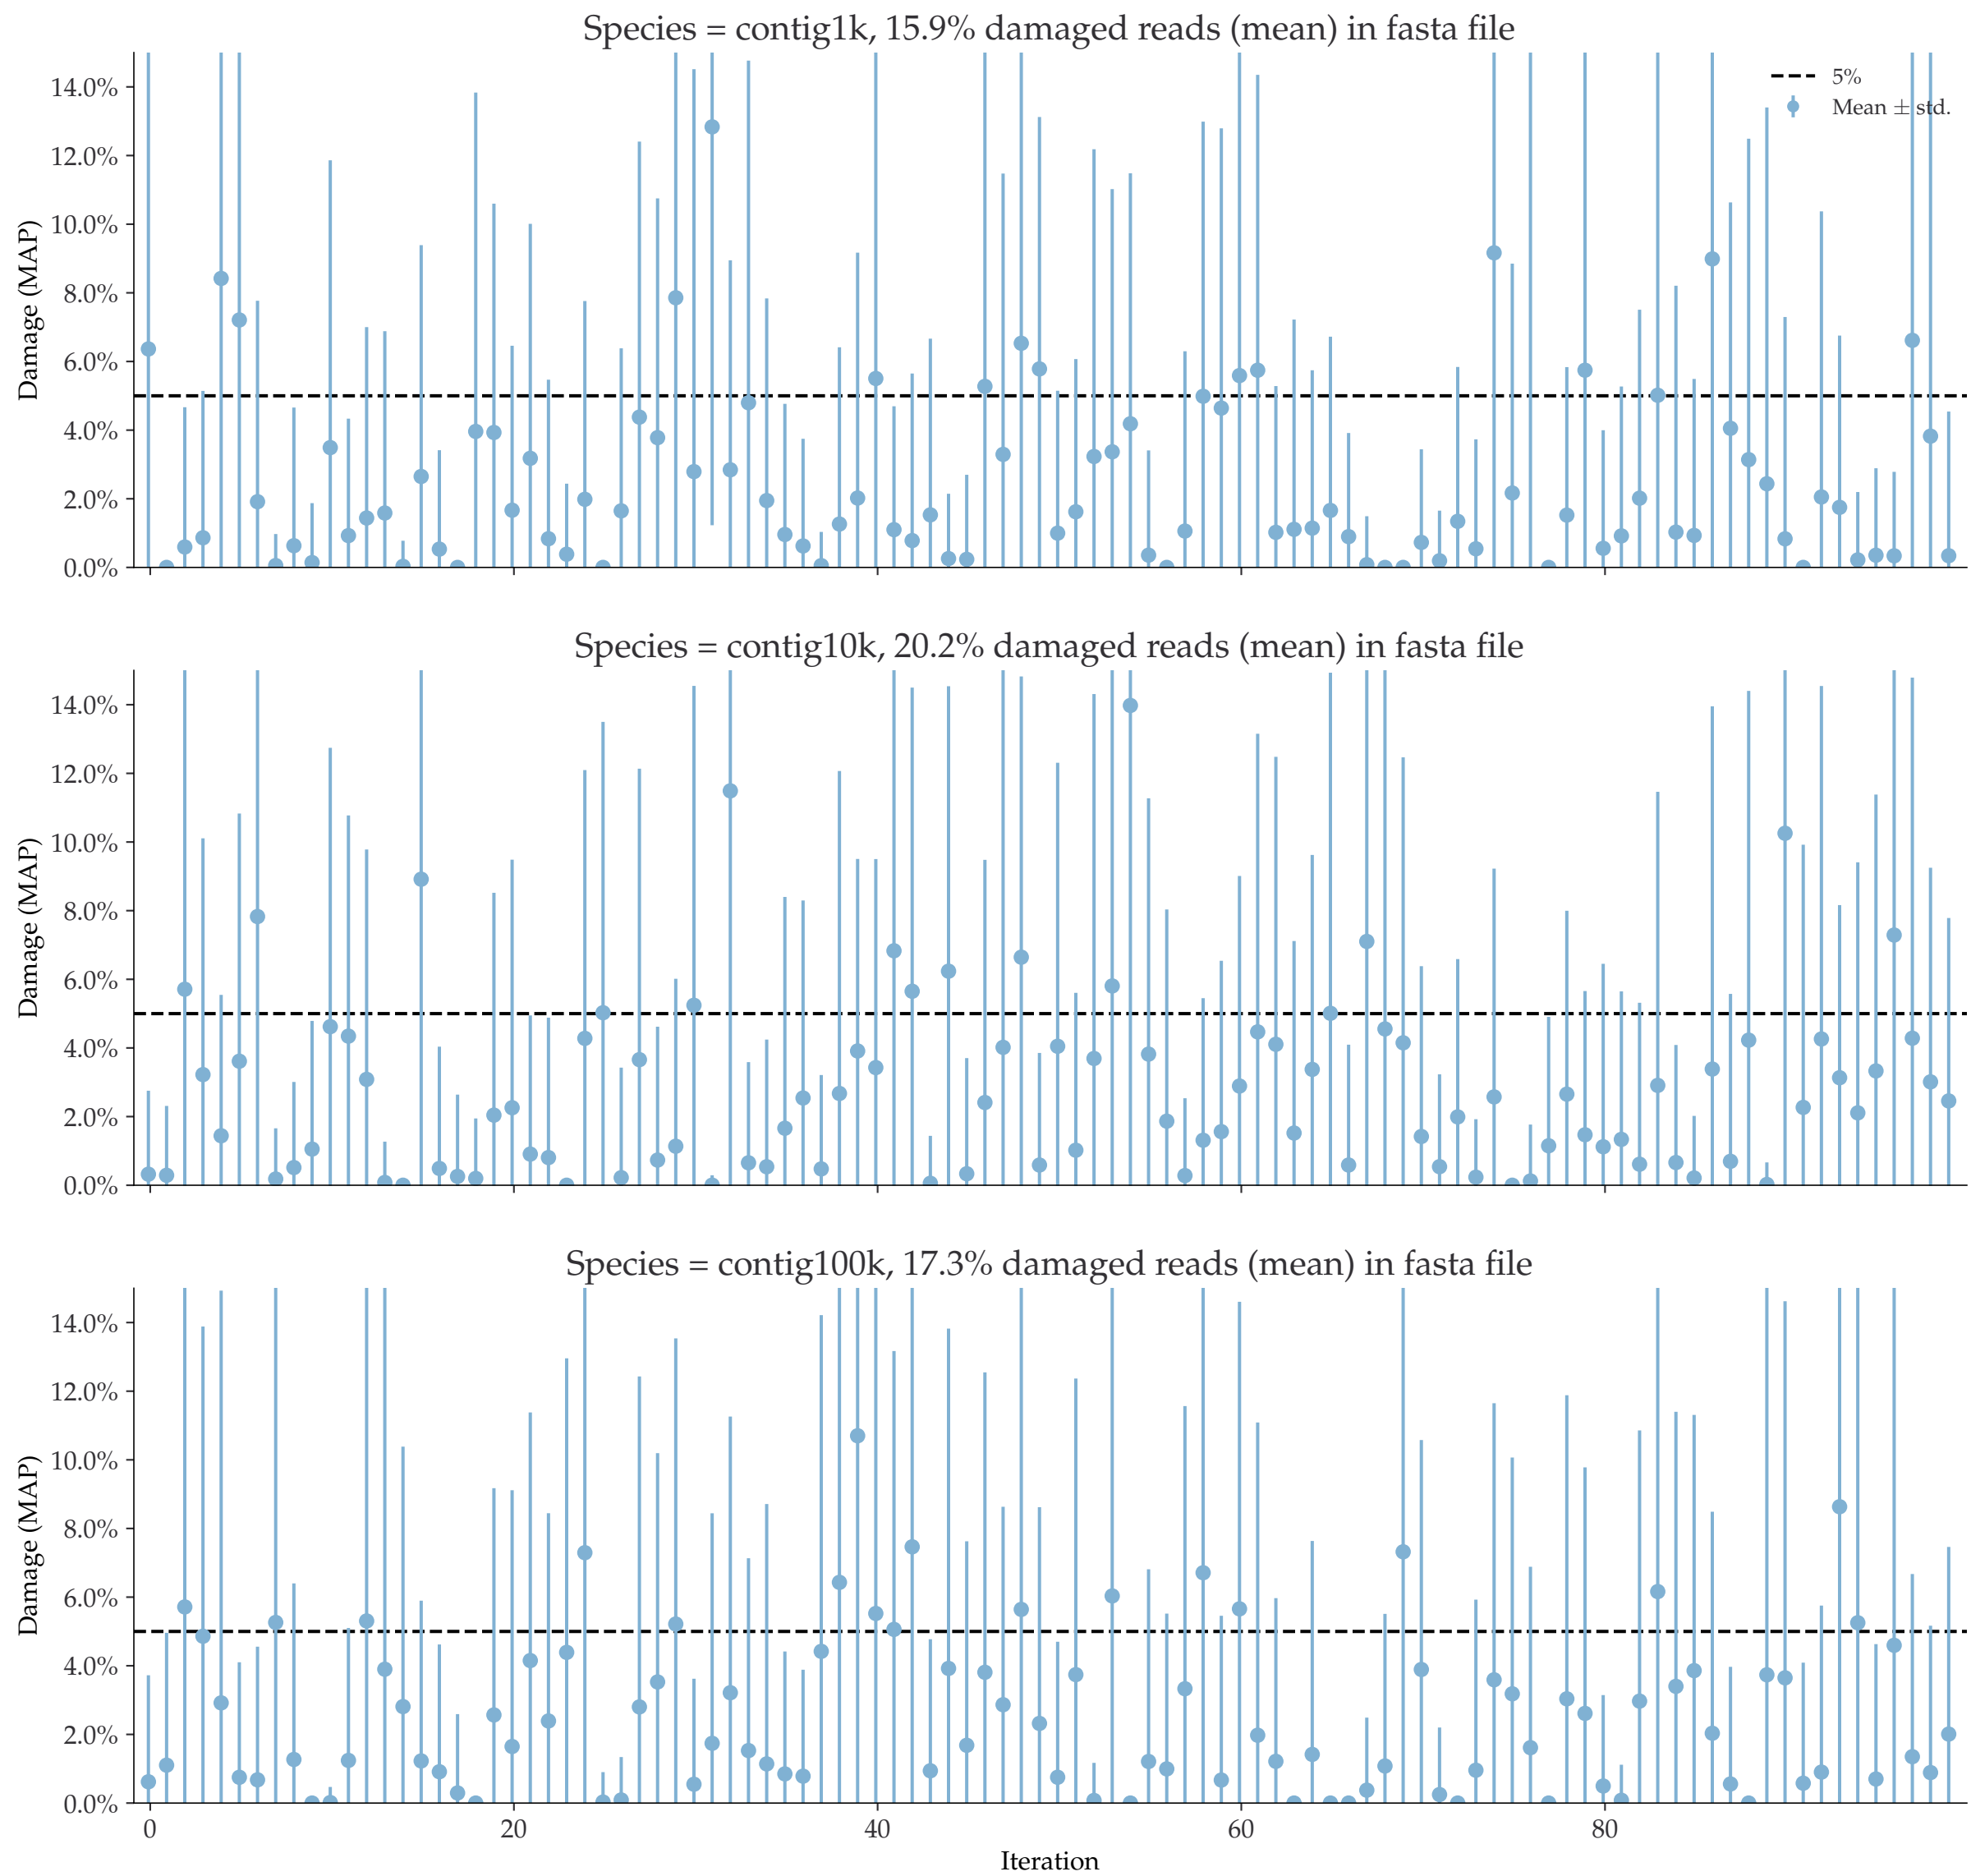 Species = contig1k, 15.9% damaged reads (mean) in fasta file
14.0%
12.0%
10.0%
8.0%
6.0%
4.0%
2.0%
0.0%
Damage (MAP)
5%
Mean ± std.
Species = contig10k, 20.2% damaged reads (mean) in fasta file
14.0%
12.0%
10.0%
8.0%
6.0%
4.0%
2.0%
0.0%
Damage (MAP)
Species = contig100k, 17.3% damaged reads (mean) in fasta file
14.0%
12.0%
10.0%
8.0%
6.0%
4.0%
2.0%
0.0%
Damage (MAP)
0 20 40 60 80
Iteration